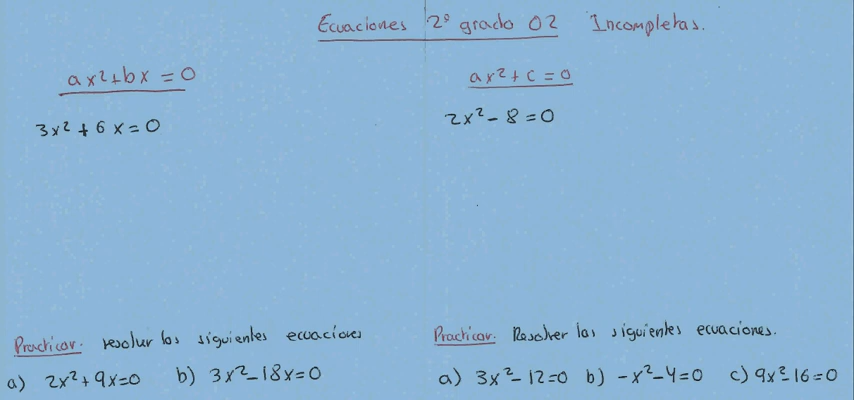 Ecuaciones 2º grado 02 Incompletas.
ax²+bx = 0
3x² + 6x = 0
ax²+c = 0
2x² - 8 = 0
Practicar. resolver las siguientes ecuaciones
a) 2x²+9x=0 b) 3x²-18x=0
Practicar. Resolver las siguientes ecuaciones.
a) 3x²-12=0 b) -x²-4=0 c) 9x²-16=0